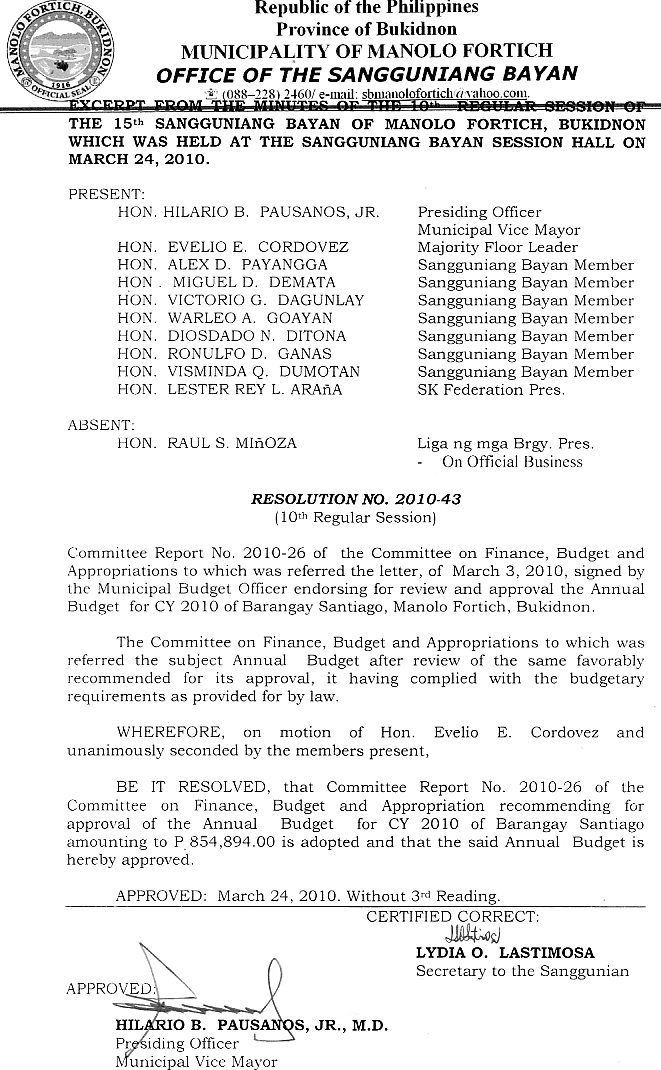 Republic of the Philippines
Province of Bukidnon
MUNICIPALITY OF MANOLO FORTICH
OFFICE OF THE SANGGUNIANG BAYAN
☏ (088–228) 2460/ e-mail: sbmanolofortich@yahoo.com.
MANOLO FORTICH, BUKIDNON
1916
OFFICIAL SEAL
EXCERPT FROM THE MINUTES OF THE 10th REGULAR SESSION OF
THE 15th SANGGUNIANG BAYAN OF MANOLO FORTICH, BUKIDNON
WHICH WAS HELD AT THE SANGGUNIANG BAYAN SESSION HALL ON
MARCH 24, 2010.
PRESENT:
HON. HILARIO B. PAUSANOS, JR. Presiding Officer
Municipal Vice Mayor
HON. EVELIO E. CORDOVEZ Majority Floor Leader
HON. ALEX D. PAYANGGA Sangguniang Bayan Member
HON . MIGUEL D. DEMATA Sangguniang Bayan Member
HON. VICTORIO G. DAGUNLAY Sangguniang Bayan Member
HON. WARLEO A. GOAYAN Sangguniang Bayan Member
HON. DIOSDADO N. DITONA Sangguniang Bayan Member
HON. RONULFO D. GANAS Sangguniang Bayan Member
HON. VISMINDA Q. DUMOTAN Sangguniang Bayan Member
HON. LESTER REY L. ARAñA SK Federation Pres.
ABSENT:
HON. RAUL S. MIñOZA Liga ng mga Brgy. Pres.
- On Official Business
RESOLUTION NO. 2010-43
(10th Regular Session)
Committee Report No. 2010-26 of the Committee on Finance, Budget and
Appropriations to which was referred the letter, of March 3, 2010, signed by
the Municipal Budget Officer endorsing for review and approval the Annual
Budget for CY 2010 of Barangay Santiago, Manolo Fortich, Bukidnon.
The Committee on Finance, Budget and Appropriations to which was
referred the subject Annual Budget after review of the same favorably
recommended for its approval, it having complied with the budgetary
requirements as provided for by law.
WHEREFORE, on motion of Hon. Evelio E. Cordovez and
unanimously seconded by the members present,
BE IT RESOLVED, that Committee Report No. 2010-26 of the
Committee on Finance, Budget and Appropriation recommending for
approval of the Annual Budget for CY 2010 of Barangay Santiago
amounting to P 854,894.00 is adopted and that the said Annual Budget is
hereby approved.
APPROVED: March 24, 2010. Without 3rd Reading.
CERTIFIED CORRECT:
LYDIA O. LASTIMOSA
Secretary to the Sanggunian
APPROVED:
HILARIO B. PAUSANOS, JR., M.D.
Presiding Officer
Municipal Vice Mayor